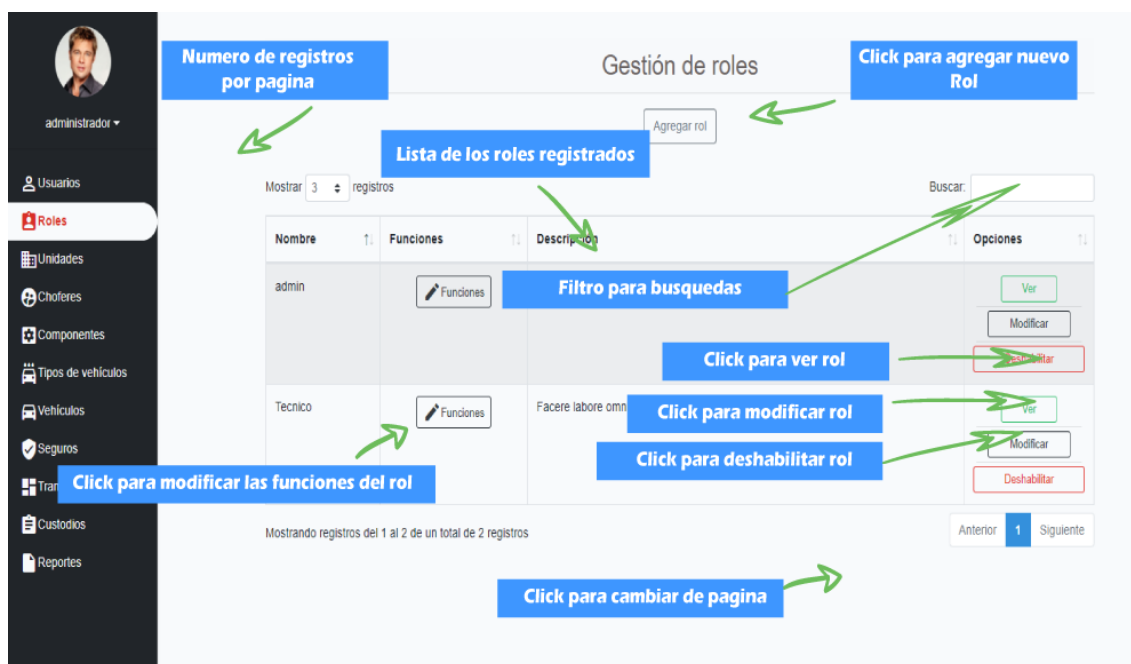 administrador
Usuarios
Roles
Unidades
Choferes
Componentes
Tipos de vehículos
Vehículos
Seguros
Tran
Custodios
Reportes
Numero de registros
por pagina
Gestión de roles
Click para agregar nuevo
Rol
Agregar rol
Lista de los roles registrados
Mostrar 3 registros
Buscar:
Nombre Funciones Descripción Opciones
admin
Funciones
Filtro para busquedas
Ver
Modificar
Click para ver rol
Deshabilitar
Tecnico
Funciones
Facere labore omn
Click para modificar rol
Ver
Modificar
Click para deshabilitar rol
Click para modificar las funciones del rol
Deshabilitar
Mostrando registros del 1 al 2 de un total de 2 registros
Anterior 1 Siguiente
Click para cambiar de pagina